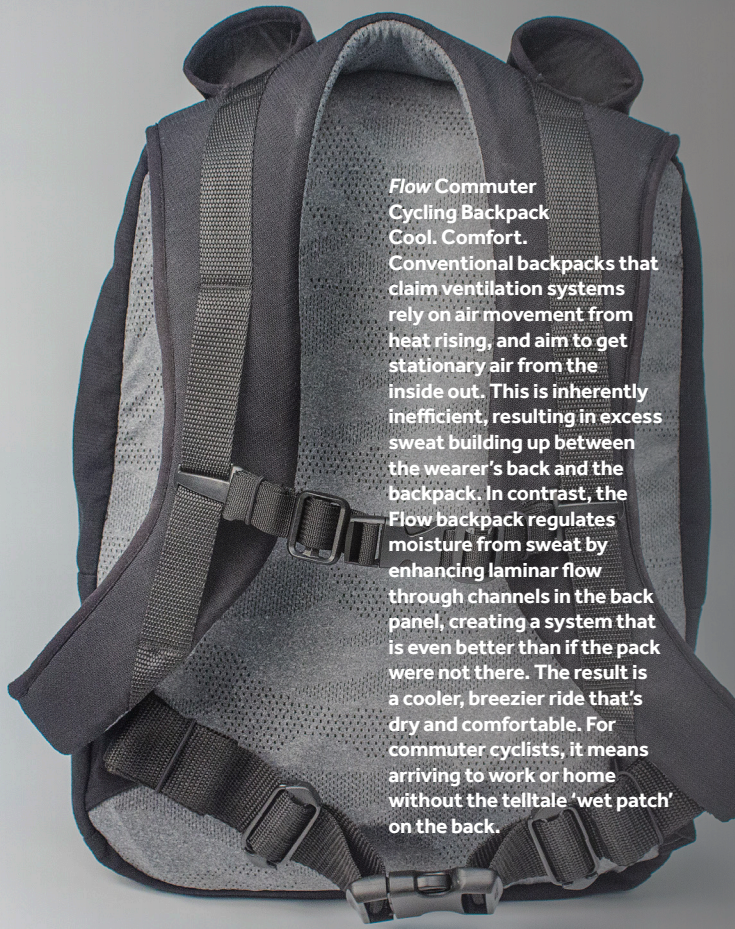 Flow Commuter
Cycling Backpack
Cool. Comfort.
Conventional backpacks that
claim ventilation systems
rely on air movement from
heat rising, and aim to get
stationary air from the
inside out. This is inherently
inefficient, resulting in excess
sweat building up between
the wearer’s back and the
backpack. In contrast, the
Flow backpack regulates
moisture from sweat by
enhancing laminar flow
through channels in the back
panel, creating a system that
is even better than if the pack
were not there. The result is
a cooler, breezier ride that’s
dry and comfortable. For
commuter cyclists, it means
arriving to work or home
without the telltale ‘wet patch’
on the back.